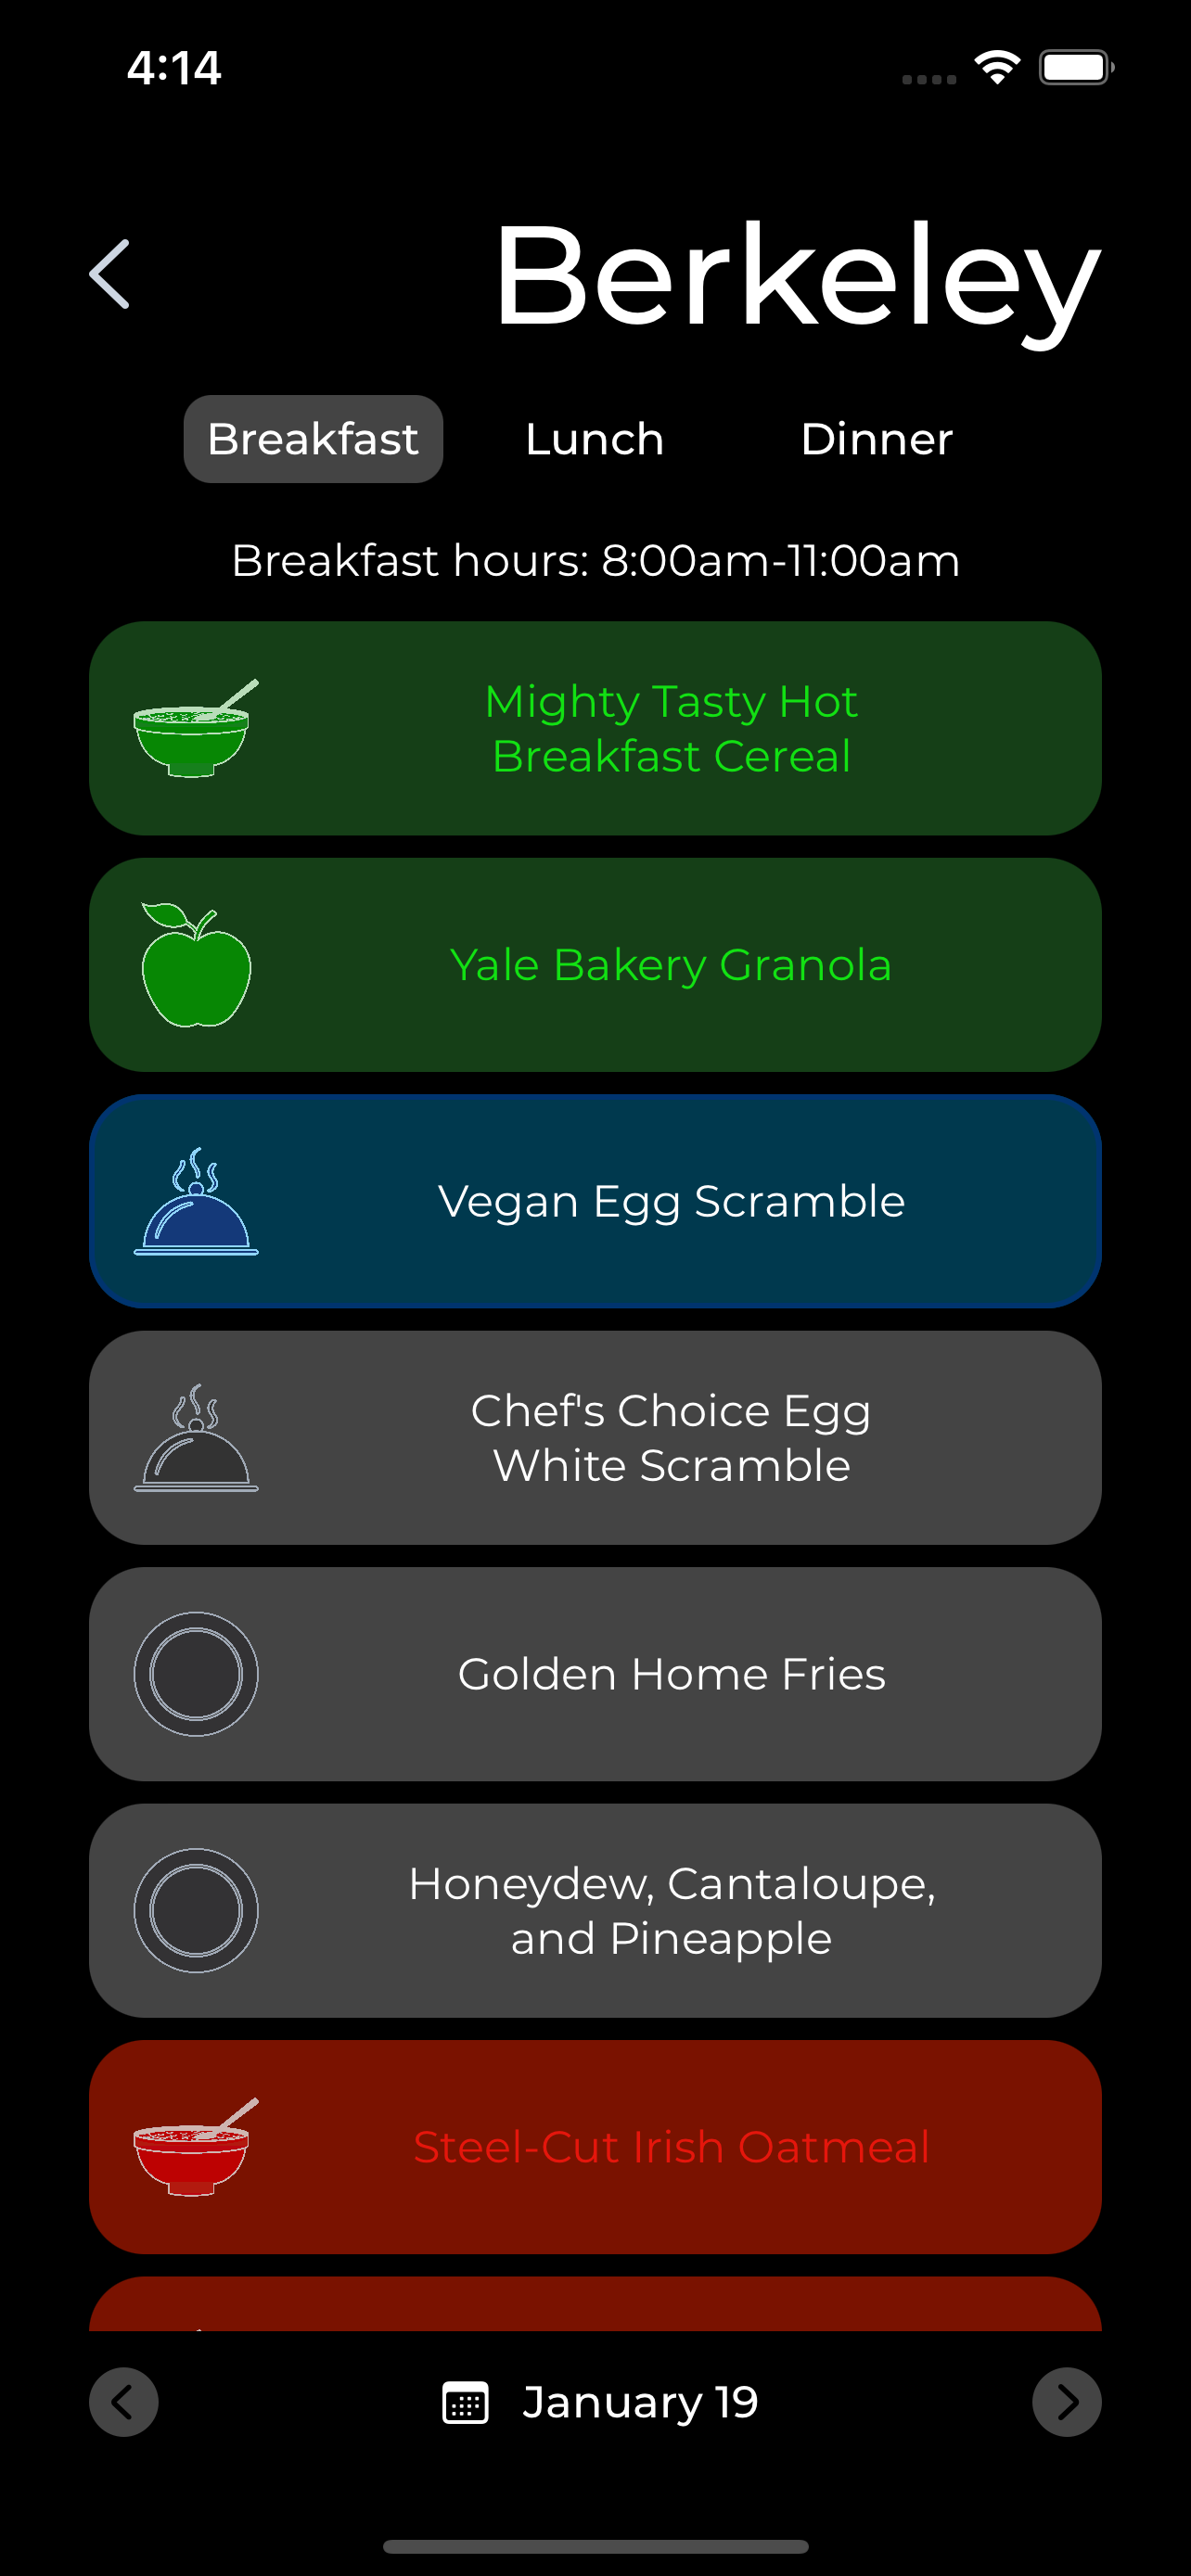 4:14
Berkeley
Breakfast Lunch Dinner
Breakfast hours: 8:00am-11:00am
Mighty Tasty Hot
Breakfast Cereal
Yale Bakery Granola
Vegan Egg Scramble
Chef's Choice Egg
White Scramble
Golden Home Fries
Honeydew, Cantaloupe,
and Pineapple
Steel-Cut Irish Oatmeal
January 19